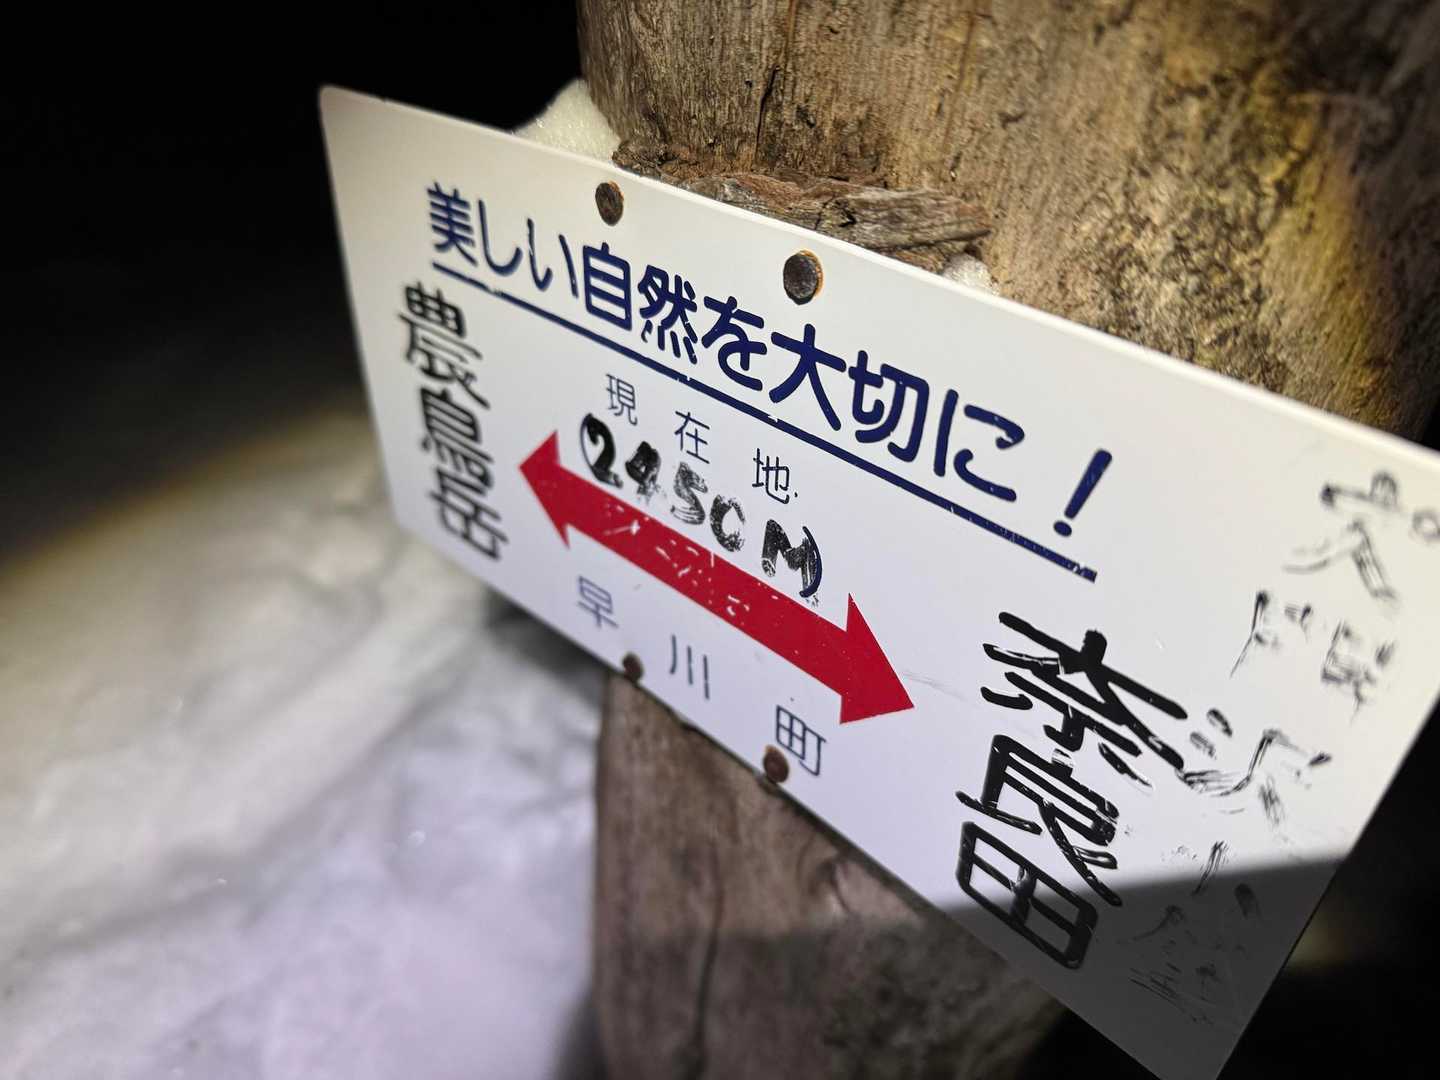 美しい自然を大切に!
農鳥岳
現在地
(2450M)
早川町
奈良田